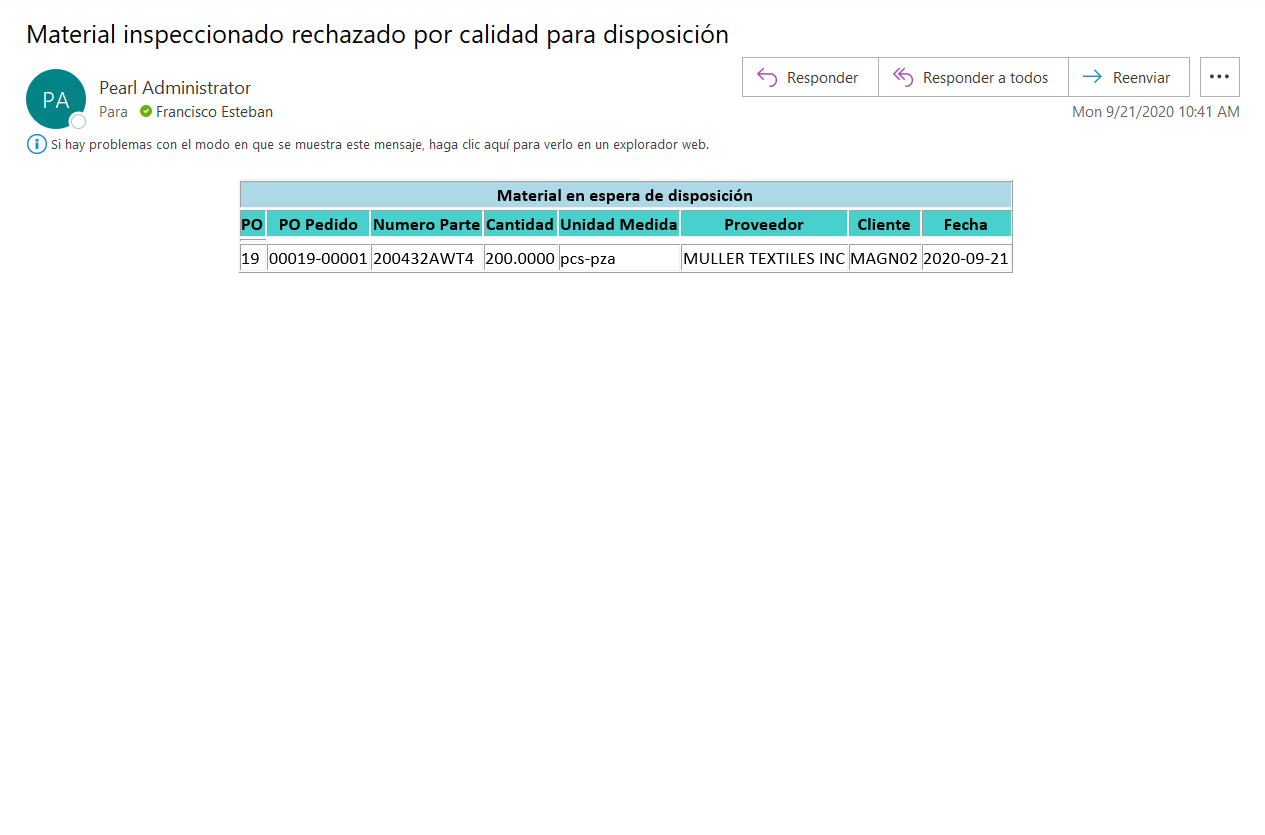 Material inspeccionado rechazado por calidad para disposición
PA
Pearl Administrator
Para Francisco Esteban
Responder
Responder a todos
Reenviar
Mon 9/21/2020 10:41 AM
Si hay problemas con el modo en que se muestra este mensaje, haga clic aquí para verlo en un explorador web.
Material en espera de disposición
PO PO Pedido Numero Parte Cantidad Unidad Medida Proveedor Cliente Fecha
19 00019-00001 200432AWT4 200.0000 pcs-pza MULLER TEXTILES INC MAGN02 2020-09-21